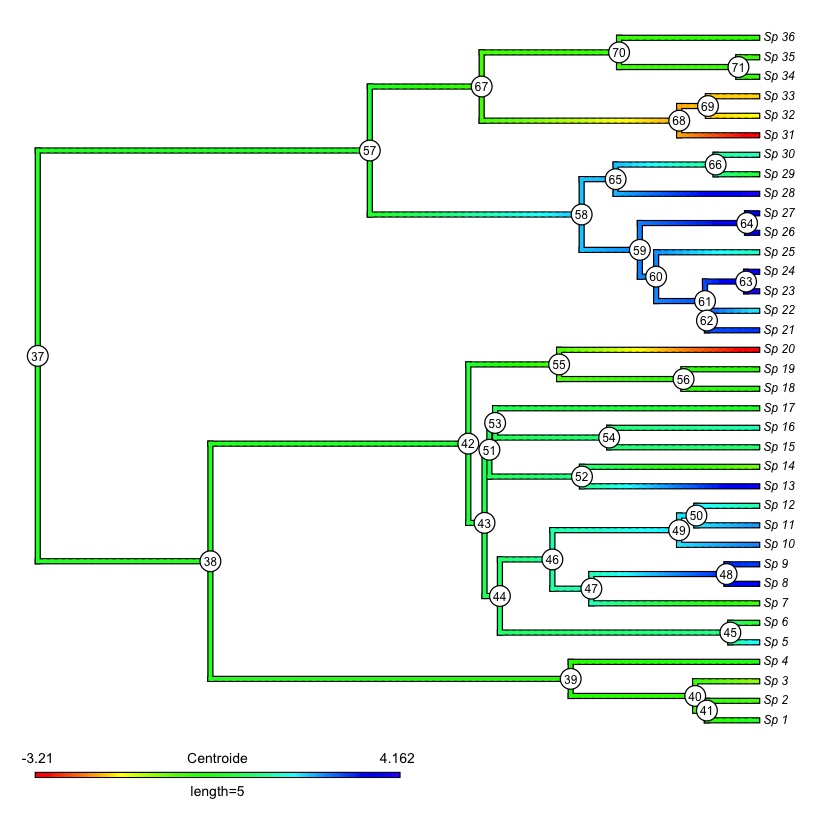 Sp 36
70
Sp 35
71
Sp 34
67
Sp 33
69
Sp 32
68
Sp 31
57
Sp 30
66
Sp 29
65
Sp 28
58
Sp 27
64
Sp 26
59
Sp 25
60
Sp 24
63
Sp 23
61
Sp 22
62
Sp 21
37
Sp 20
55
Sp 19
56
Sp 18
Sp 17
53
Sp 16
54
42
51
Sp 15
Sp 14
52
Sp 13
Sp 12
50
43
Sp 11
49
Sp 10
46
38
Sp 9
48
Sp 8
47
44
Sp 7
Sp 6
45
Sp 5
Sp 4
39
Sp 3
40
Sp 2
41
Sp 1
-3.21 Centroide 4.162
length=5